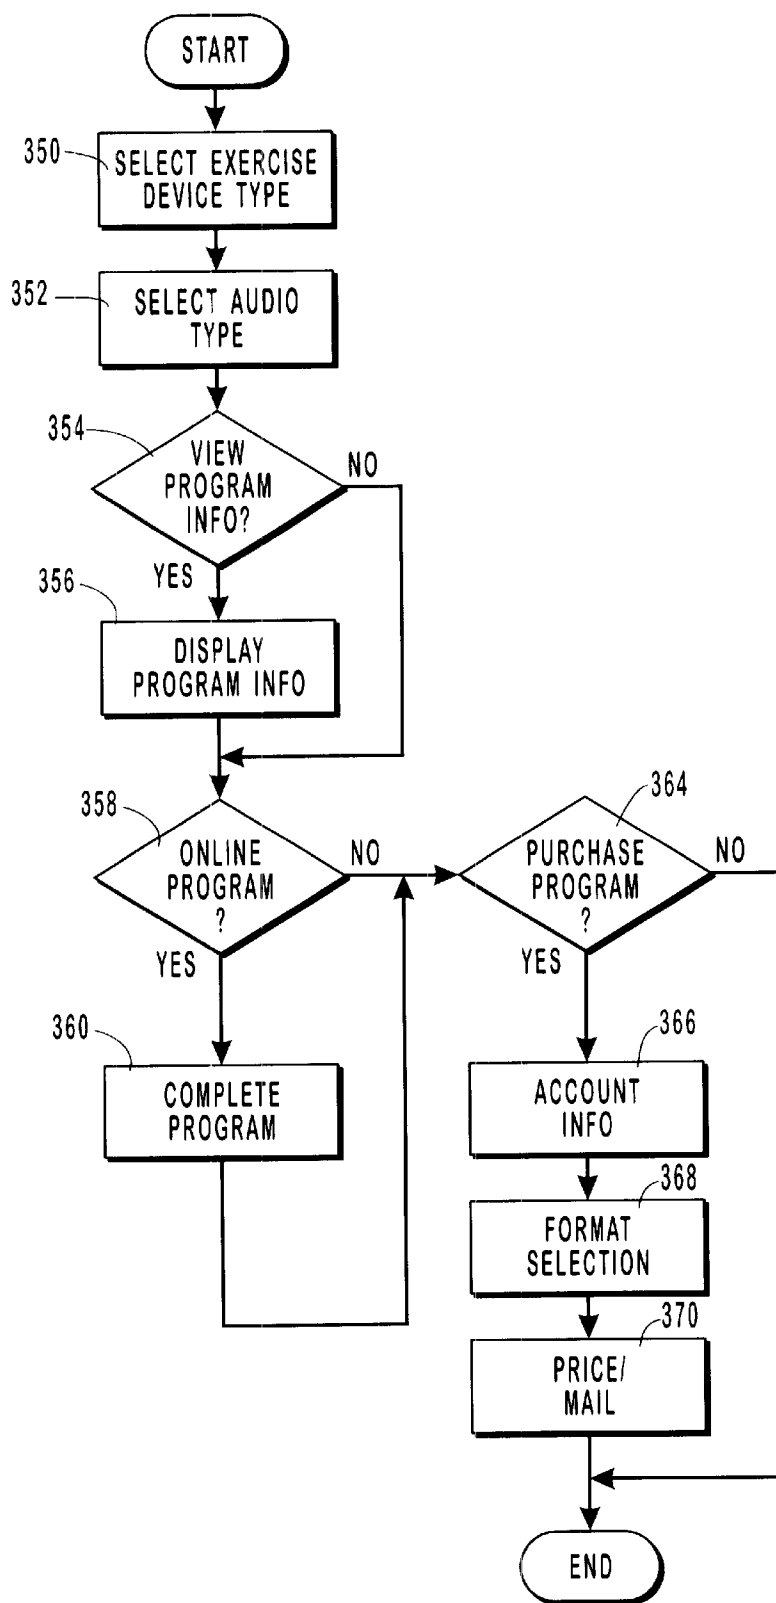 START
350
SELECT EXERCISE
DEVICE TYPE
352
SELECT AUDIO
TYPE
354
VIEW
PROGRAM
INFO?
NO
YES
356
DISPLAY
PROGRAM INFO
358
ONLINE
PROGRAM
?
NO
YES
360
COMPLETE
PROGRAM
364
PURCHASE
PROGRAM
?
NO
YES
366
ACCOUNT
INFO
368
FORMAT
SELECTION
370
PRICE/
MAIL
END